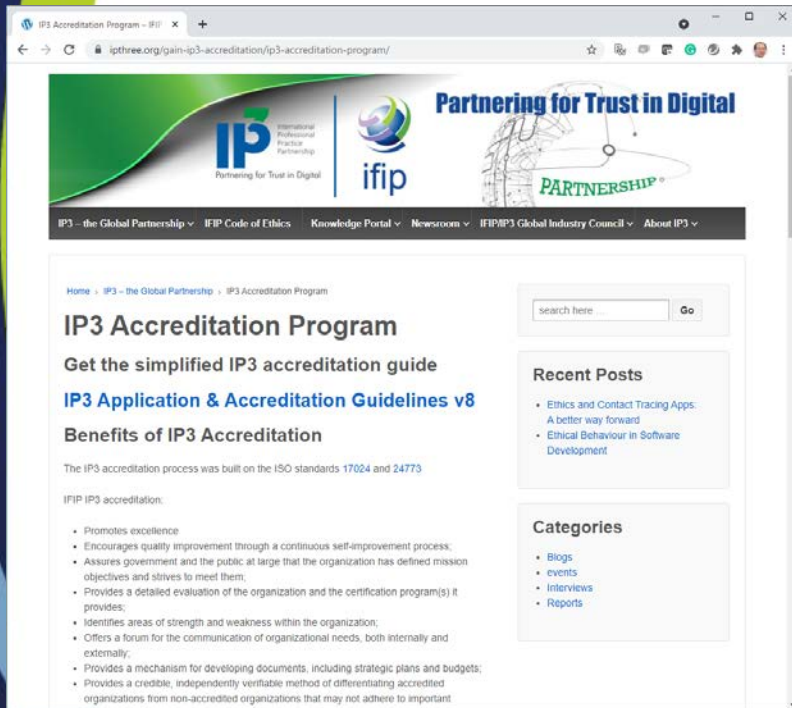 IP3 Accreditation Program – IFIP
ipthree.org/gain-ip3-accreditation/ip3-accreditation-program/
IP3
International
Professional
Practice
Partnership
Partnering for Trust in Digital
ifip
Partnering for Trust in Digital
PARTNERSHIP
IP3 – the Global Partnership IFIP Code of Ethics Knowledge Portal Newsroom IFIP/IP3 Global Industry Council About IP3
Home › IP3 – the Global Partnership › IP3 Accreditation Program
IP3 Accreditation Program
Get the simplified IP3 accreditation guide
IP3 Application & Accreditation Guidelines v8
Benefits of IP3 Accreditation
The IP3 accreditation process was built on the ISO standards 17024 and 24773
IFIP IP3 accreditation:
• Promotes excellence
• Encourages quality improvement through a continuous self-improvement process;
• Assures government and the public at large that the organization has defined mission
objectives and strives to meet them;
• Provides a detailed evaluation of the organization and the certification program(s) it
provides;
• Identifies areas of strength and weakness within the organization;
• Offers a forum for the communication of organizational needs, both internally and
externally;
• Provides a mechanism for developing documents, including strategic plans and budgets;
• Provides a credible, independently verifiable method of differentiating accredited
organizations from non-accredited organizations that may not adhere to important
search here ...
Go
Recent Posts
• Ethics and Contact Tracing Apps:
A better way forward
• Ethical Behaviour in Software
Development
Categories
• Blogs
• events
• Interviews
• Reports